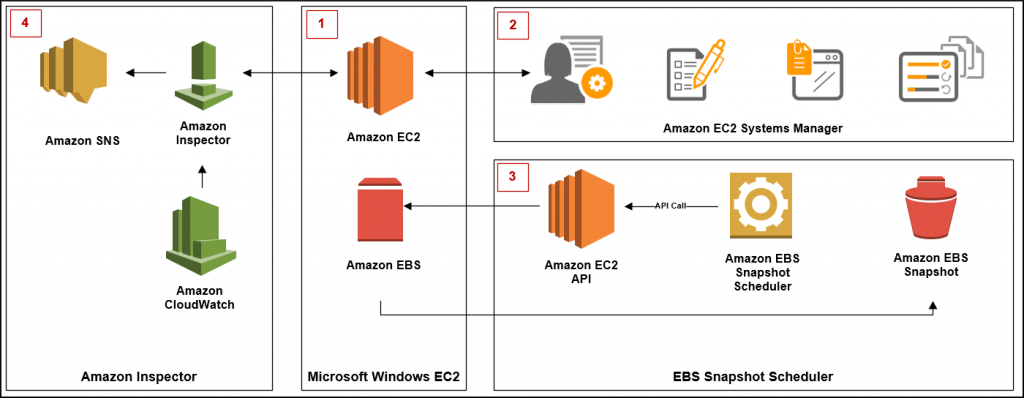 4
Amazon SNS
Amazon
Inspector
Amazon
CloudWatch
Amazon Inspector
1
Amazon EC2
Amazon EBS
Microsoft Windows EC2
2
Amazon EC2 Systems Manager
3
Amazon EC2
API
API Call
Amazon EBS
Snapshot
Scheduler
Amazon EBS
Snapshot
EBS Snapshot Scheduler